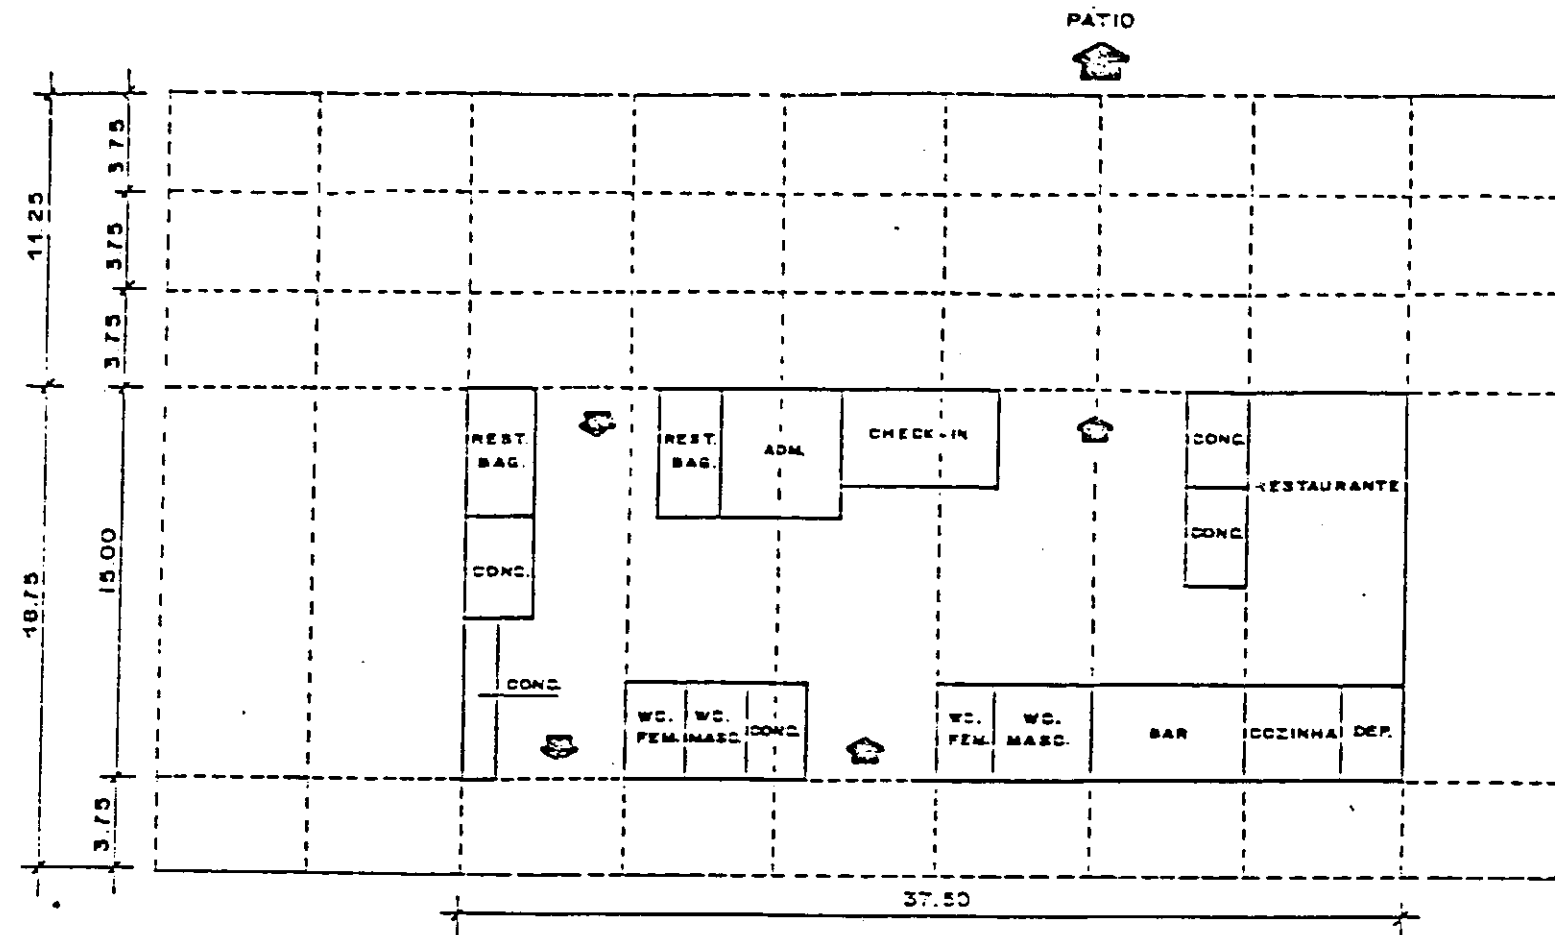 PATIO
3.75
11.25
3.75
3.75
REST.
BAG.
REST.
BAG.
ADM.
CHECK-IN
CONC.
RESTAURANTE
CONC.
CONC.
15.00
18.75
CONC.
WC.
FEM.
WC.
MASC.
CONC.
WC.
FEM.
WC.
MASC.
BAR
COZINHA
DEP.
3.75
37.50